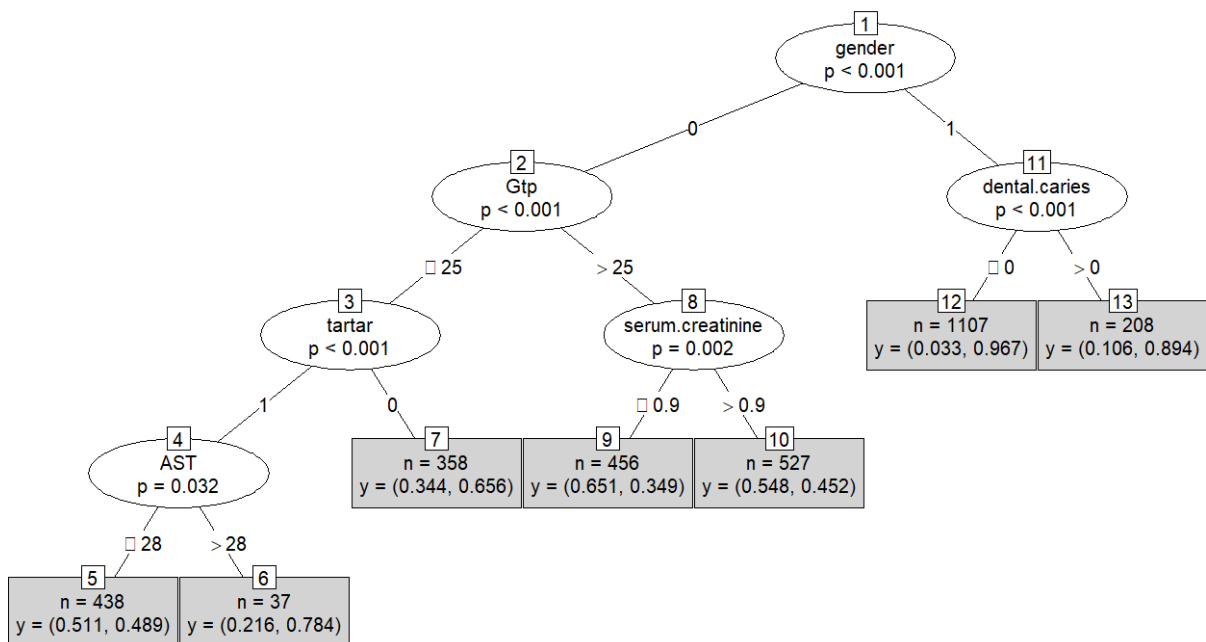 1
gender
p < 0.001
0
1
2
Gtp
p < 0.001
11
dental.caries
p < 0.001
□ 25
> 25
□ 0
> 0
3
tartar
p < 0.001
8
serum.creatinine
p = 0.002
12
n = 1107
y = (0.033, 0.967)
13
n = 208
y = (0.106, 0.894)
1
0
□ 0.9
> 0.9
4
AST
p = 0.032
7
n = 358
y = (0.344, 0.656)
9
n = 456
y = (0.651, 0.349)
10
n = 527
y = (0.548, 0.452)
□ 28
> 28
5
n = 438
y = (0.511, 0.489)
6
n = 37
y = (0.216, 0.784)